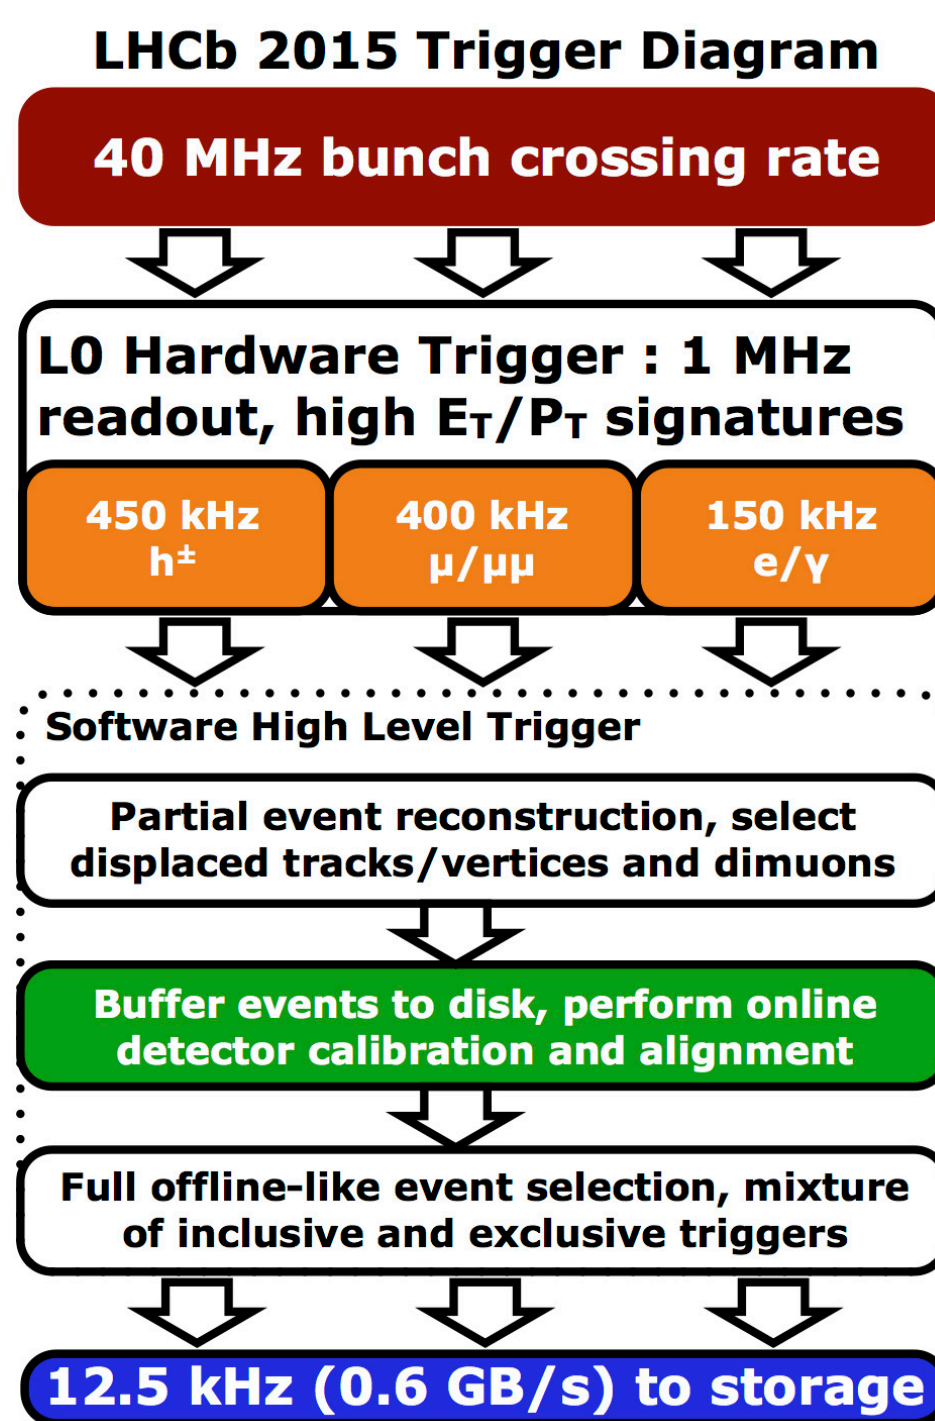 LHCb 2015 Trigger Diagram
40 MHz bunch crossing rate
L0 Hardware Trigger : 1 MHz
readout, high E_T/P_T signatures
450 kHz
h±
400 kHz
μ/μμ
150 kHz
e/γ
Software High Level Trigger
Partial event reconstruction, select
displaced tracks/vertices and dimuons
Buffer events to disk, perform online
detector calibration and alignment
Full offline-like event selection, mixture
of inclusive and exclusive triggers
12.5 kHz (0.6 GB/s) to storage